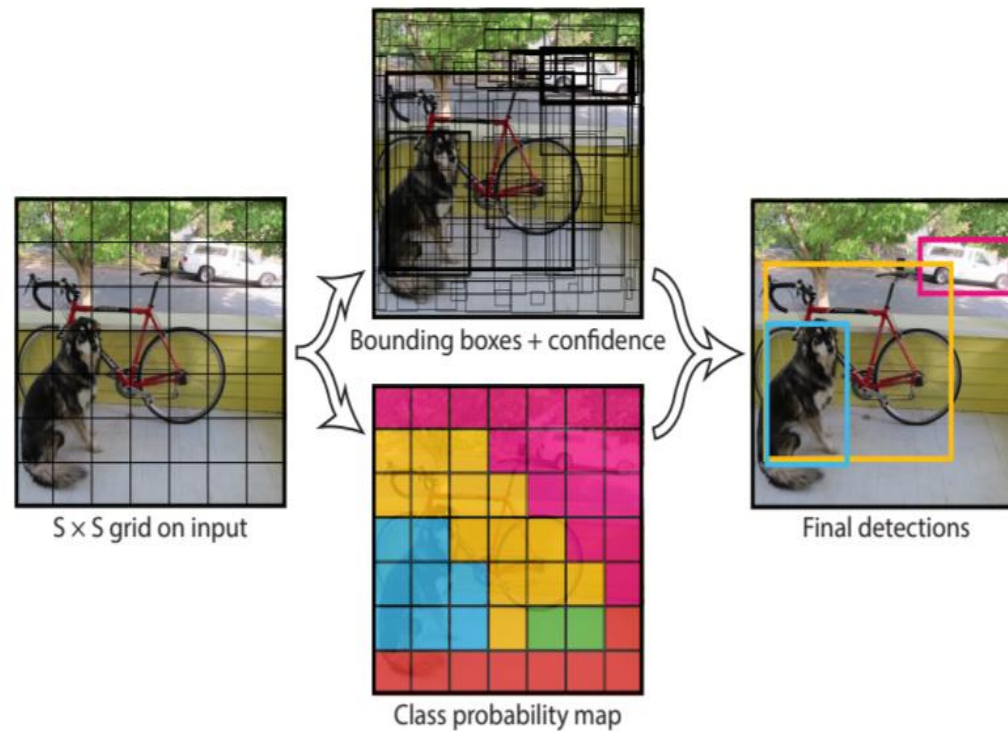 S × S grid on input
Bounding boxes + confidence
Class probability map
Final detections